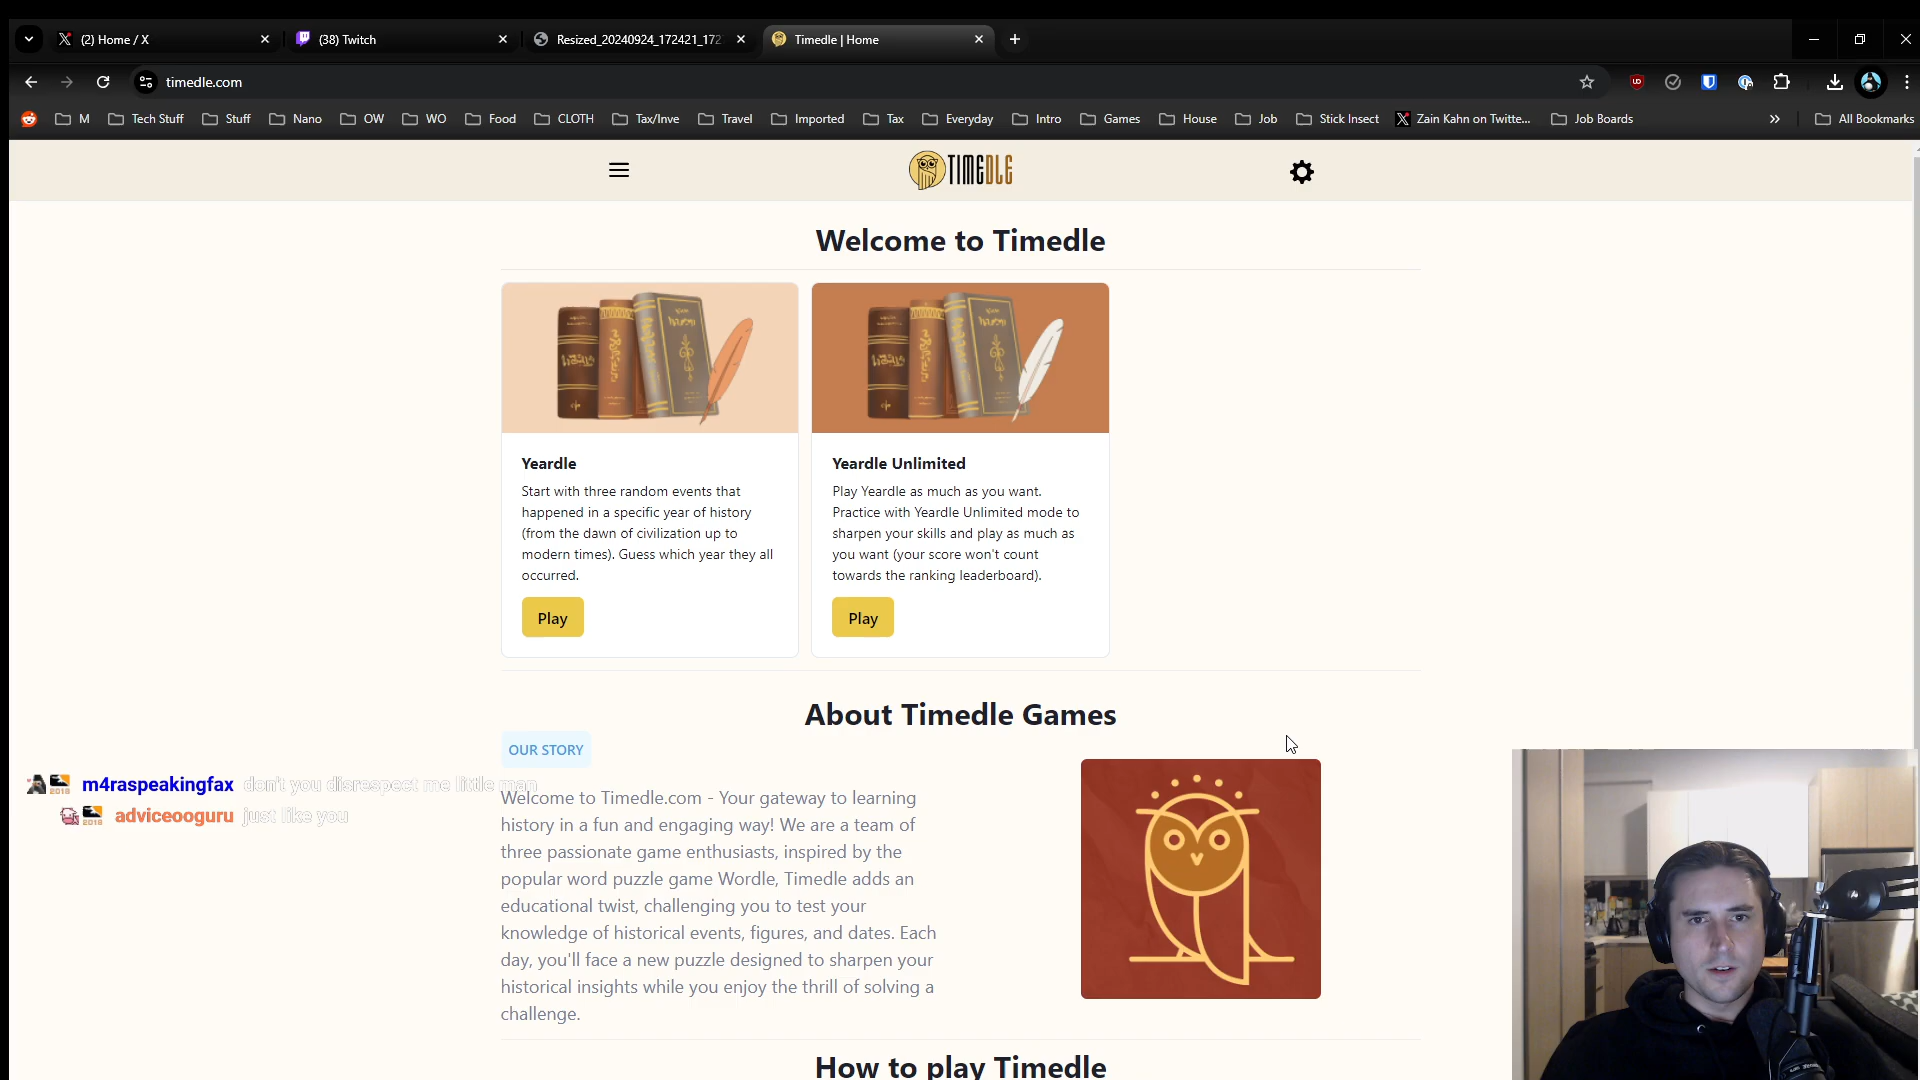 (2) Home / X
(38) Twitch
Resized_20240924_172421_172
Timedle | Home
timedle.com
M
Tech Stuff
Stuff
Nano
OW
WO
Food
CLOTH
Tax/Inve
Travel
Imported
Tax
Everyday
Intro
Games
House
Job
Stick Insect
Zain Kahn on Twitte...
Job Boards
»
All Bookmarks
TIMEDLE
Welcome to Timedle
Yeardle
Start with three random events that
happened in a specific year of history
(from the dawn of civilization up to
modern times). Guess which year they all
occurred.
Play
Yeardle Unlimited
Play Yeardle as much as you want.
Practice with Yeardle Unlimited mode to
sharpen your skills and play as much as
you want (your score won't count
towards the ranking leaderboard).
Play
About Timedle Games
OUR STORY
m4raspeakingfax don't you disrespect me little man
adviceooguru just like you
Welcome to Timedle.com - Your gateway to learning
history in a fun and engaging way! We are a team of
three passionate game enthusiasts, inspired by the
popular word puzzle game Wordle, Timedle adds an
educational twist, challenging you to test your
knowledge of historical events, figures, and dates. Each
day, you'll face a new puzzle designed to sharpen your
historical insights while you enjoy the thrill of solving a
challenge.
How to play Timedle